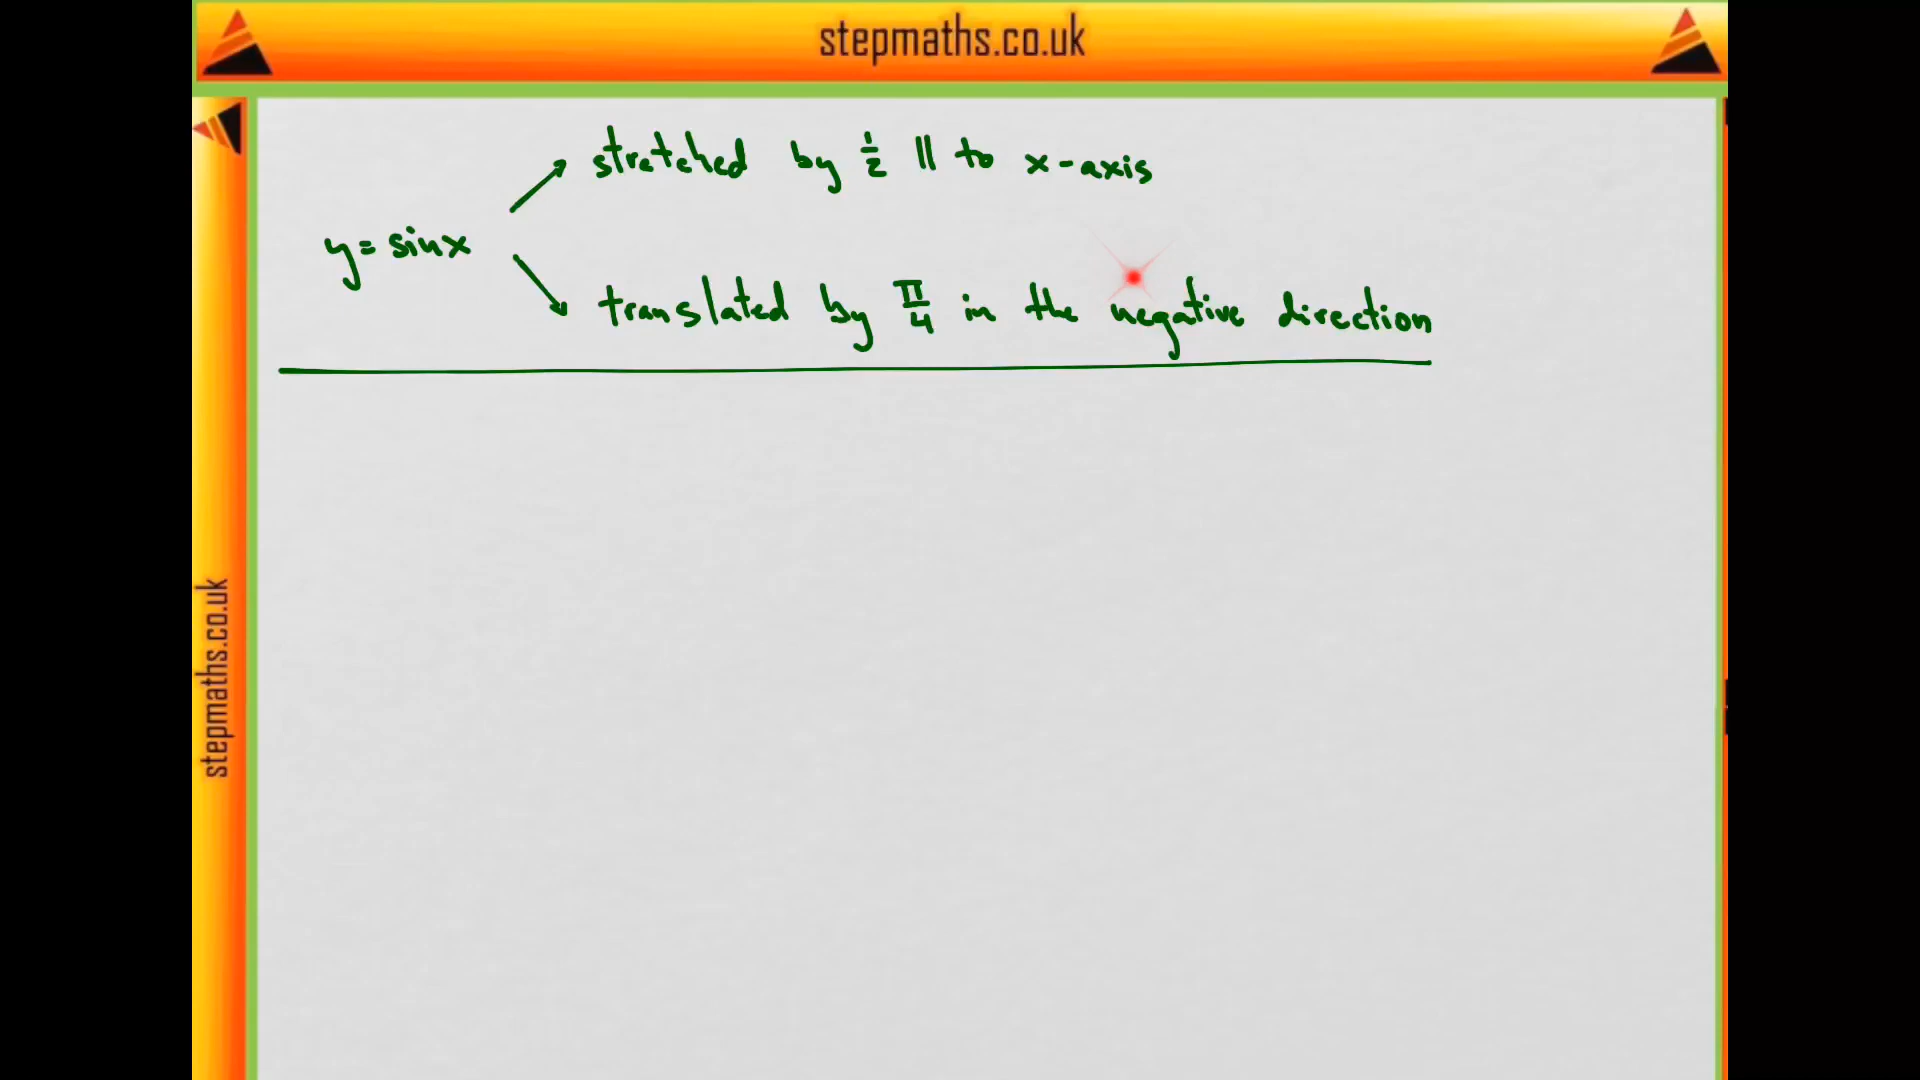 stepmaths.co.uk
stretched by 1/2 || to x-axis
y = sinx
translated by π/4 in the negative direction
stepmaths.co.uk